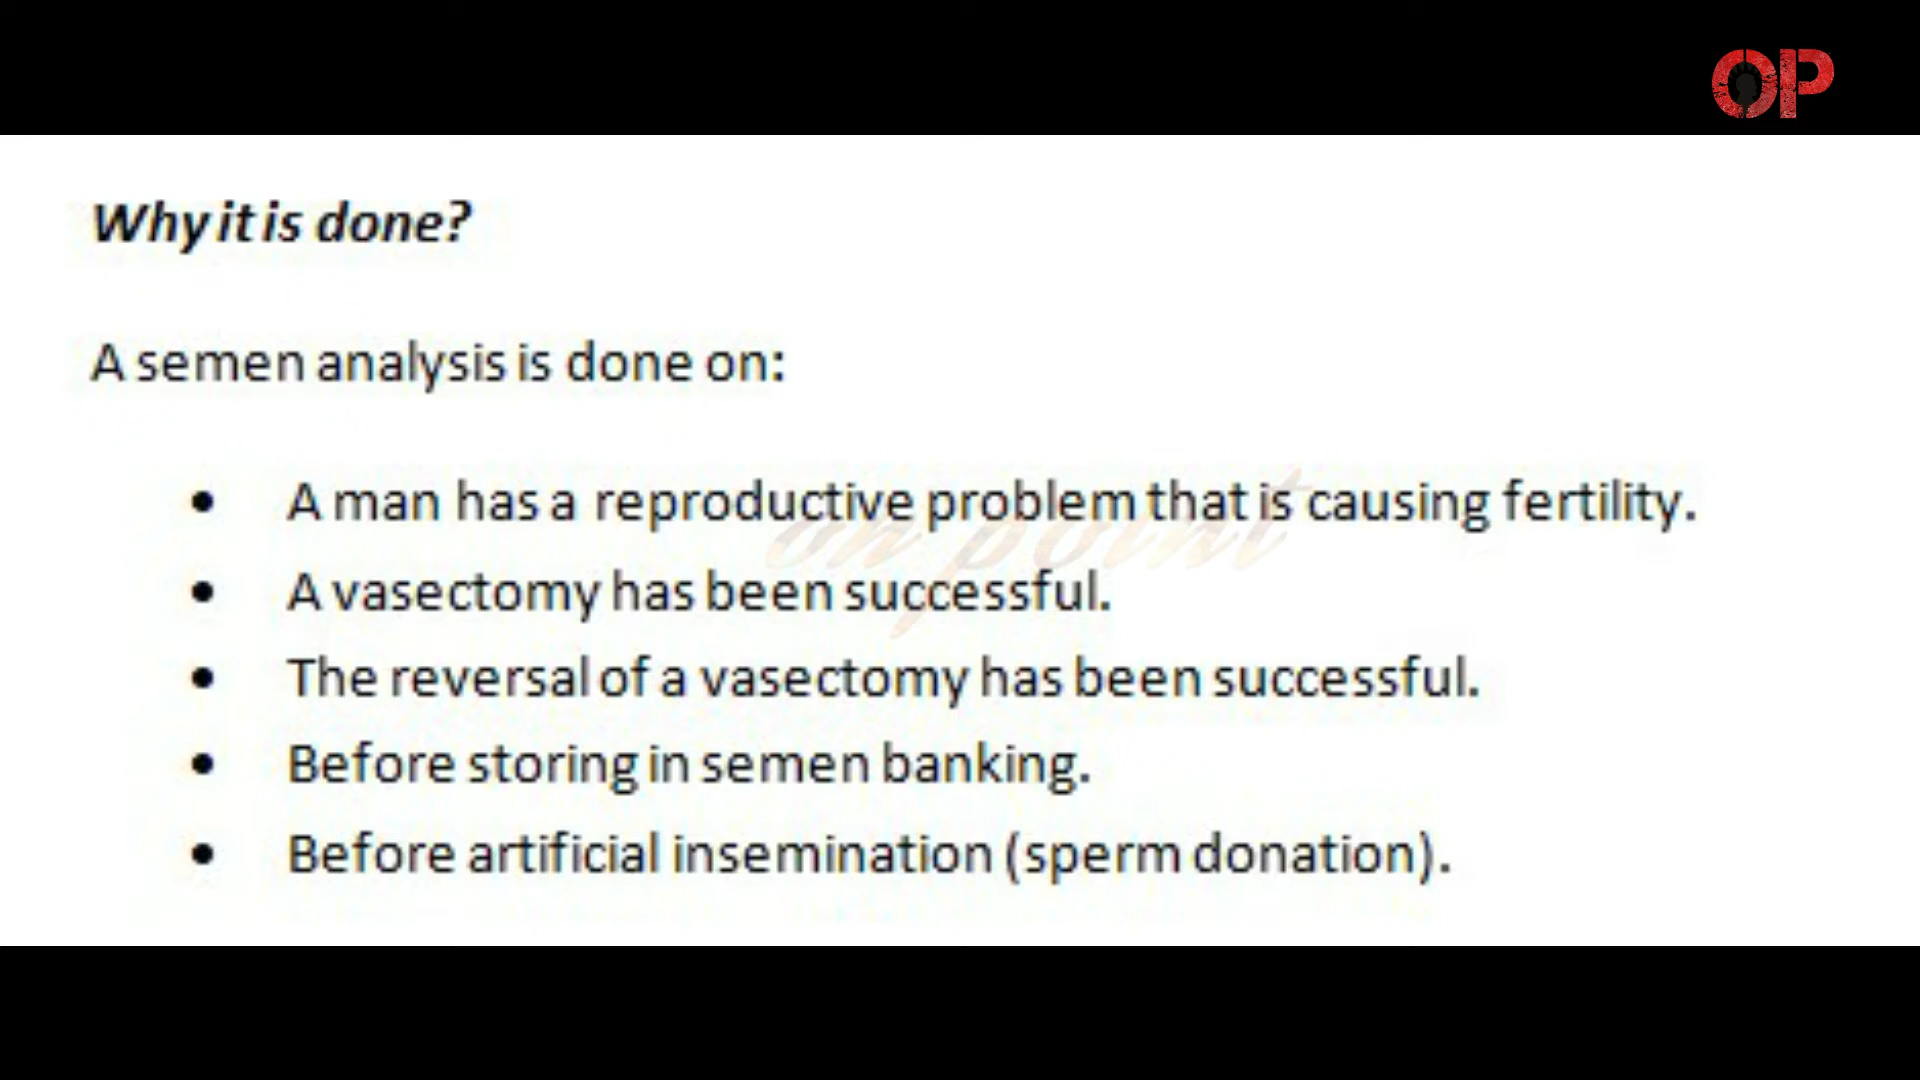 OP
Why it is done?
A semen analysis is done on:
• A man has a reproductive problem that is causing fertility.
• A vasectomy has been successful.
• The reversal of a vasectomy has been successful.
• Before storing in semen banking.
• Before artificial insemination (sperm donation).
on point